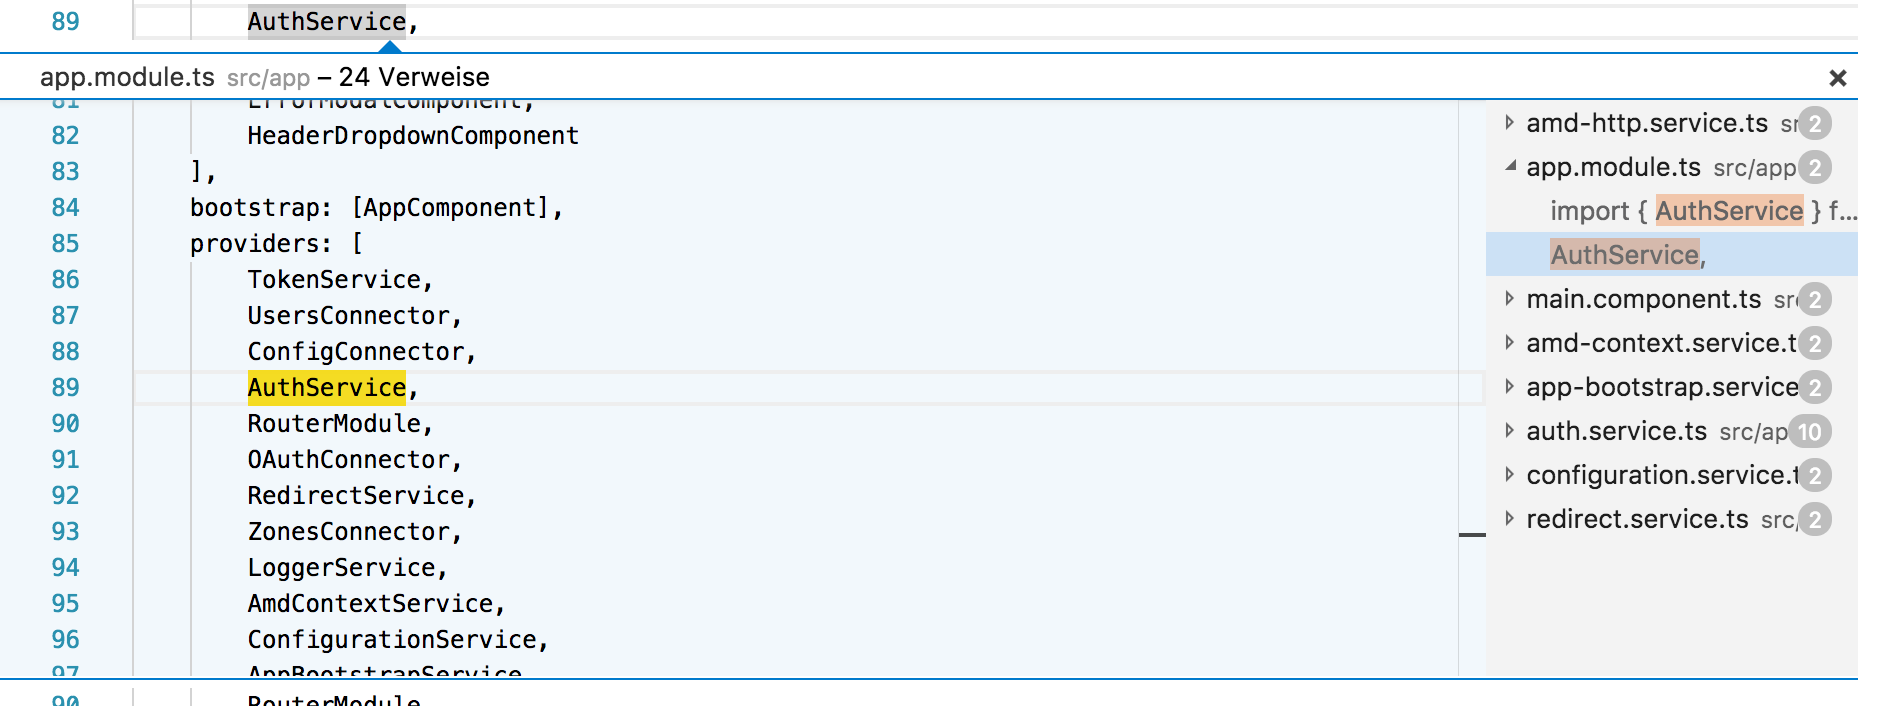 89 AuthService,
app.module.ts src/app – 24 Verweise
81 ErrorModalComponent,
82 HeaderDropdownComponent
83 ],
84 bootstrap: [AppComponent],
85 providers: [
86 TokenService,
87 UsersConnector,
88 ConfigConnector,
89 AuthService,
90 RouterModule,
91 OAuthConnector,
92 RedirectService,
93 ZonesConnector,
94 LoggerService,
95 AmdContextService,
96 ConfigurationService,
97 AppBootstrapService
90 RouterModule
amd-http.service.ts sr 2
app.module.ts src/app 2
import { AuthService } f...
AuthService,
main.component.ts src 2
amd-context.service.t 2
app-bootstrap.service 2
auth.service.ts src/ap 10
configuration.service.t 2
redirect.service.ts src/ 2